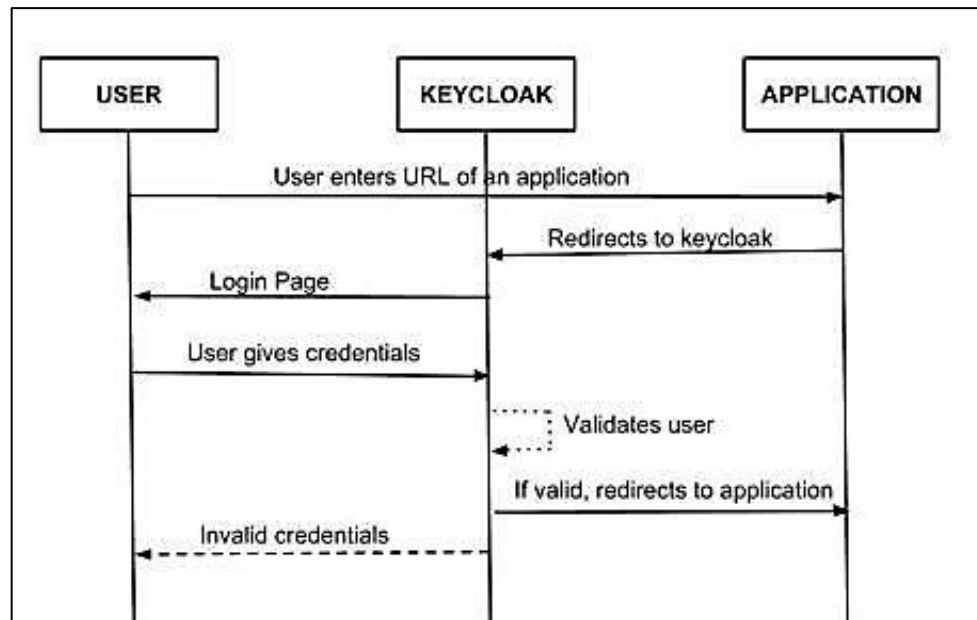 USER
KEYCLOAK
APPLICATION
User enters URL of an application
Redirects to keycloak
Login Page
User gives credentials
Validates user
If valid, redirects to application
Invalid credentials